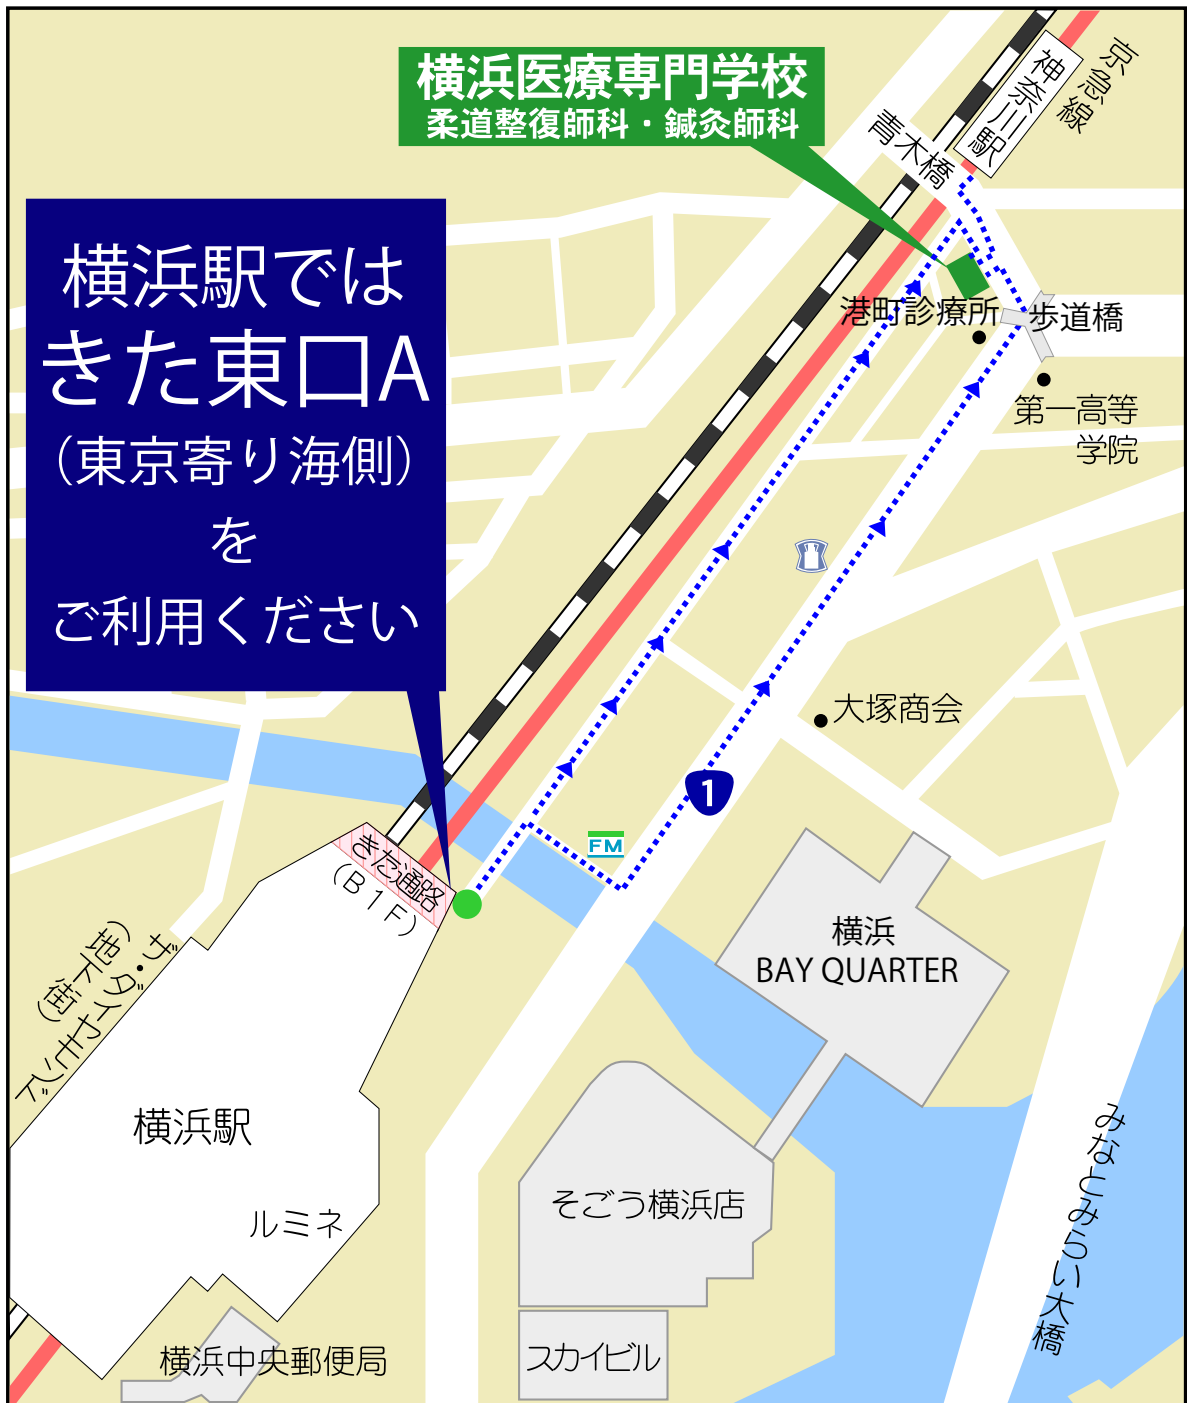 横浜医療専門学校
柔道整復師科・鍼灸師科
京急線
神奈川駅
青木橋
横浜駅では
きた東口A
（東京寄り海側）
を
ご利用ください
港町診療所
歩道橋
第一高等
学院
大塚商会
1
FM
きた通路
（B1F）
横浜
BAY QUARTER
ザ・ダイヤモンド
（地下街）
横浜駅
ルミネ
そごう横浜店
みなとみらい大橋
スカイビル
横浜中央郵便局